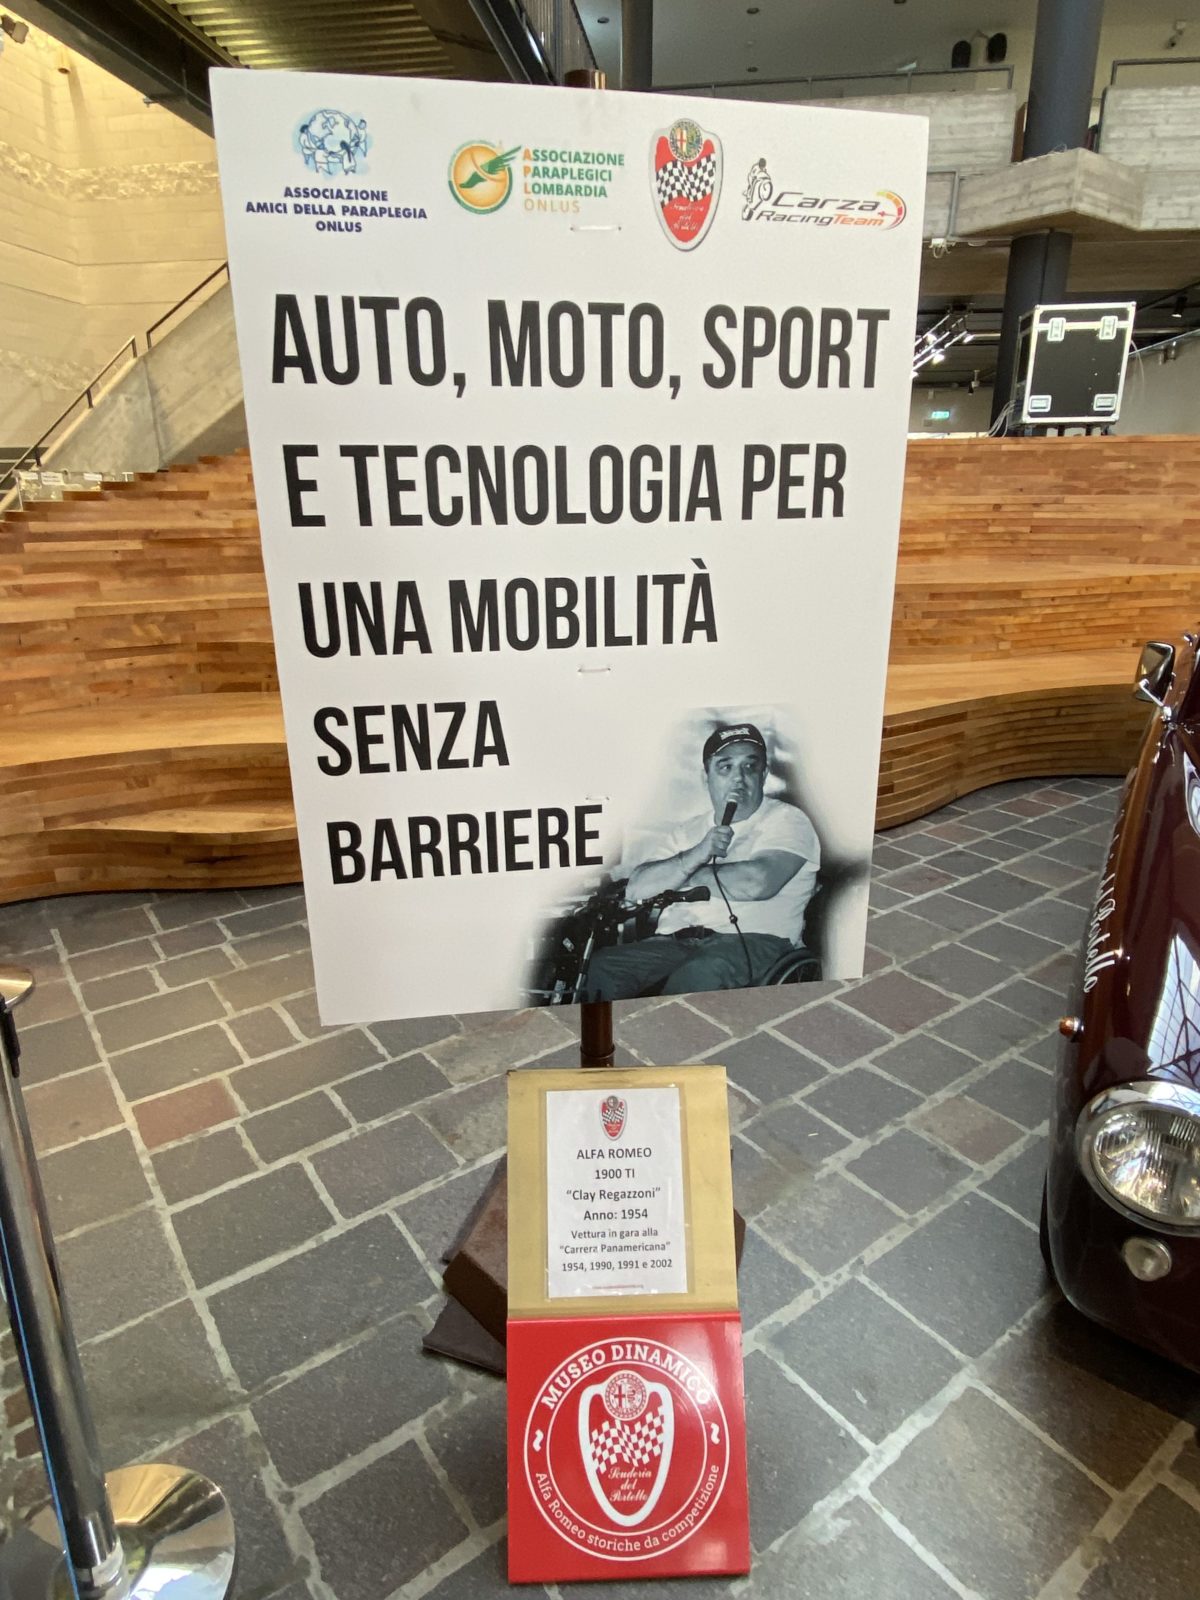 ASSOCIAZIONE
AMICI DELLA PARAPLEGIA
ONLUS
ASSOCIAZIONE
PARAPLEGICI
LOMBARDIA
ONLUS
Carza
Racing Team
AUTO, MOTO, SPORT
E TECNOLOGIA PER
UNA MOBILITÀ
SENZA
BARRIERE
ALFA ROMEO
1900 TI
"Clay Regazzoni"
Anno: 1954
Vettura in gara alla
"Carrera Panamericana"
1954, 1990, 1991 e 2002
MUSEO DINAMICO
Scuderia
del
Portello
~ Alfa Romeo storiche da competizione ~
del Portello